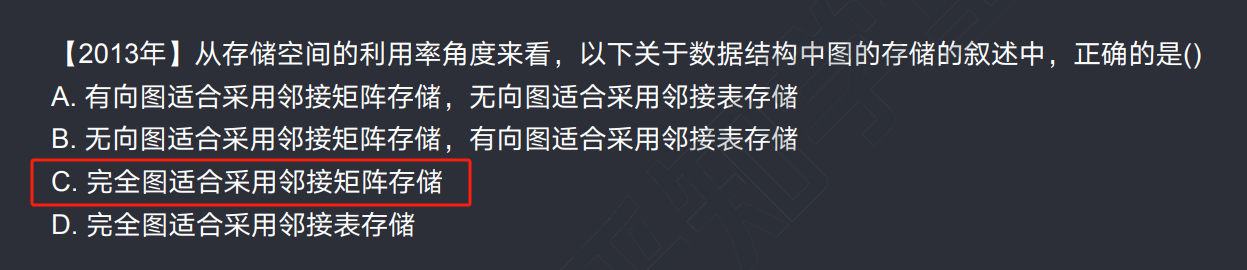 【2013年】从存储空间的利用率角度来看，以下关于数据结构中图的存储的叙述中，正确的是()
A. 有向图适合采用邻接矩阵存储，无向图适合采用邻接表存储
B. 无向图适合采用邻接矩阵存储，有向图适合采用邻接表存储
C. 完全图适合采用邻接矩阵存储
D. 完全图适合采用邻接表存储